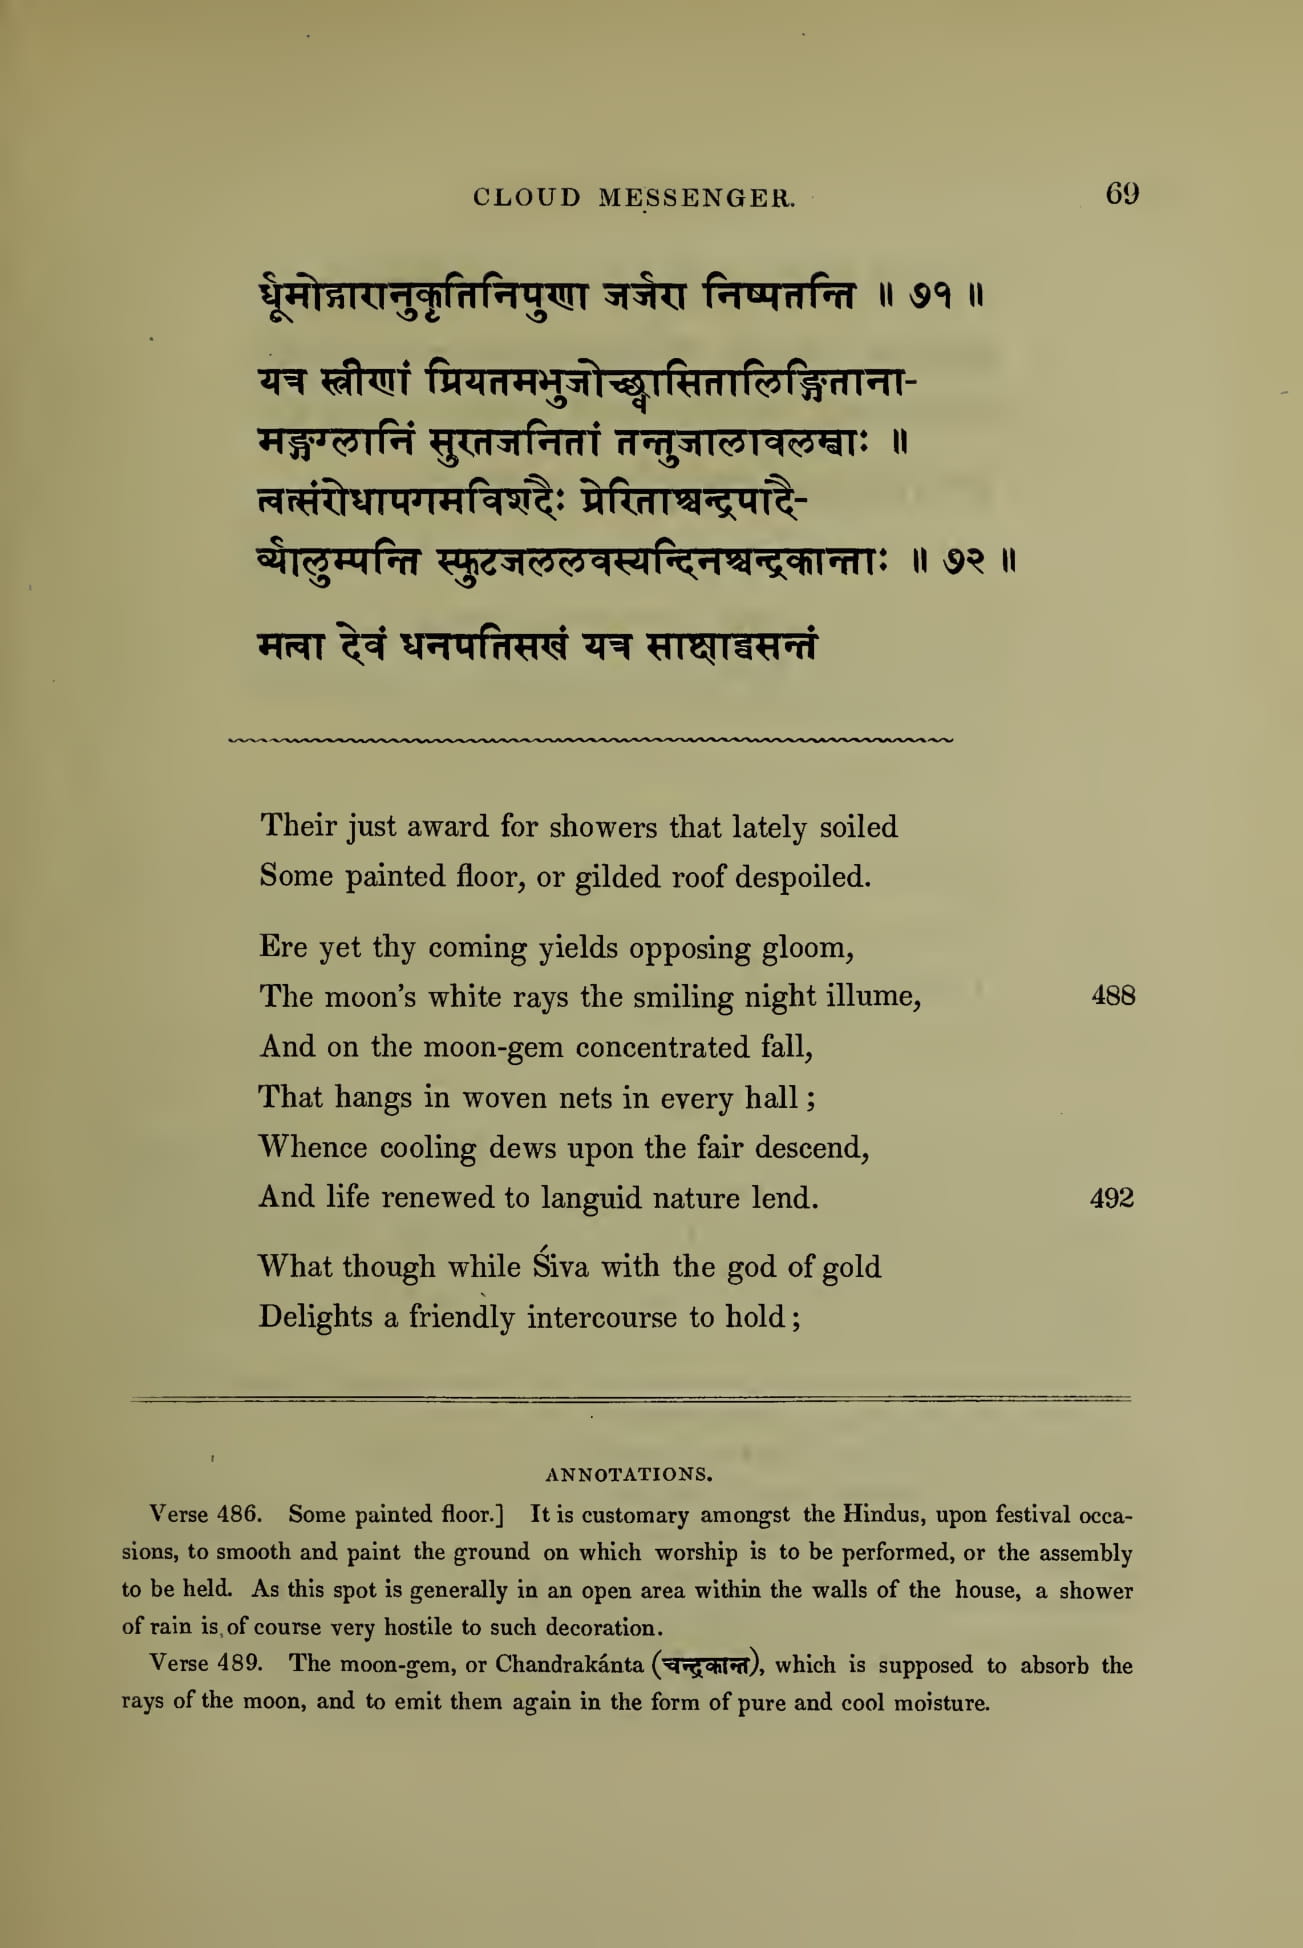 CLOUD MESSENGER. 69
र्धूमोद्गारानुकृतिनिपुणा जर्जरा निष्पतन्ति ॥ ७१ ॥
यत्र स्त्रीणां प्रियतमभुजोच्छ्वासितालिङ्गिताना-
मङ्गग्लानिं सुरतजनितां तन्तुजालावलम्बाः ॥
त्वत्संरोधापगमविशदैः प्रेरिताश्चन्द्रपादै-
र्व्यालुम्पन्ति स्फुटजललवस्यन्दिनश्चन्द्रकान्ताः ॥ ७२ ॥
मत्वा देवं धनपतिसखं यत्र साक्षाद्वसन्तं
Their just award for showers that lately soiled
Some painted floor, or gilded roof despoiled.
Ere yet thy coming yields opposing gloom,
The moon's white rays the smiling night illume, 488
And on the moon-gem concentrated fall,
That hangs in woven nets in every hall;
Whence cooling dews upon the fair descend,
And life renewed to languid nature lend. 492
What though while Śiva with the god of gold
Delights a friendly intercourse to hold;
ANNOTATIONS.
Verse 486. Some painted floor.] It is customary amongst the Hindus, upon festival occa-
sions, to smooth and paint the ground on which worship is to be performed, or the assembly
to be held. As this spot is generally in an open area within the walls of the house, a shower
of rain is of course very hostile to such decoration.
Verse 489. The moon-gem, or Chandrakánta (चन्द्रकान्त), which is supposed to absorb the
rays of the moon, and to emit them again in the form of pure and cool moisture.